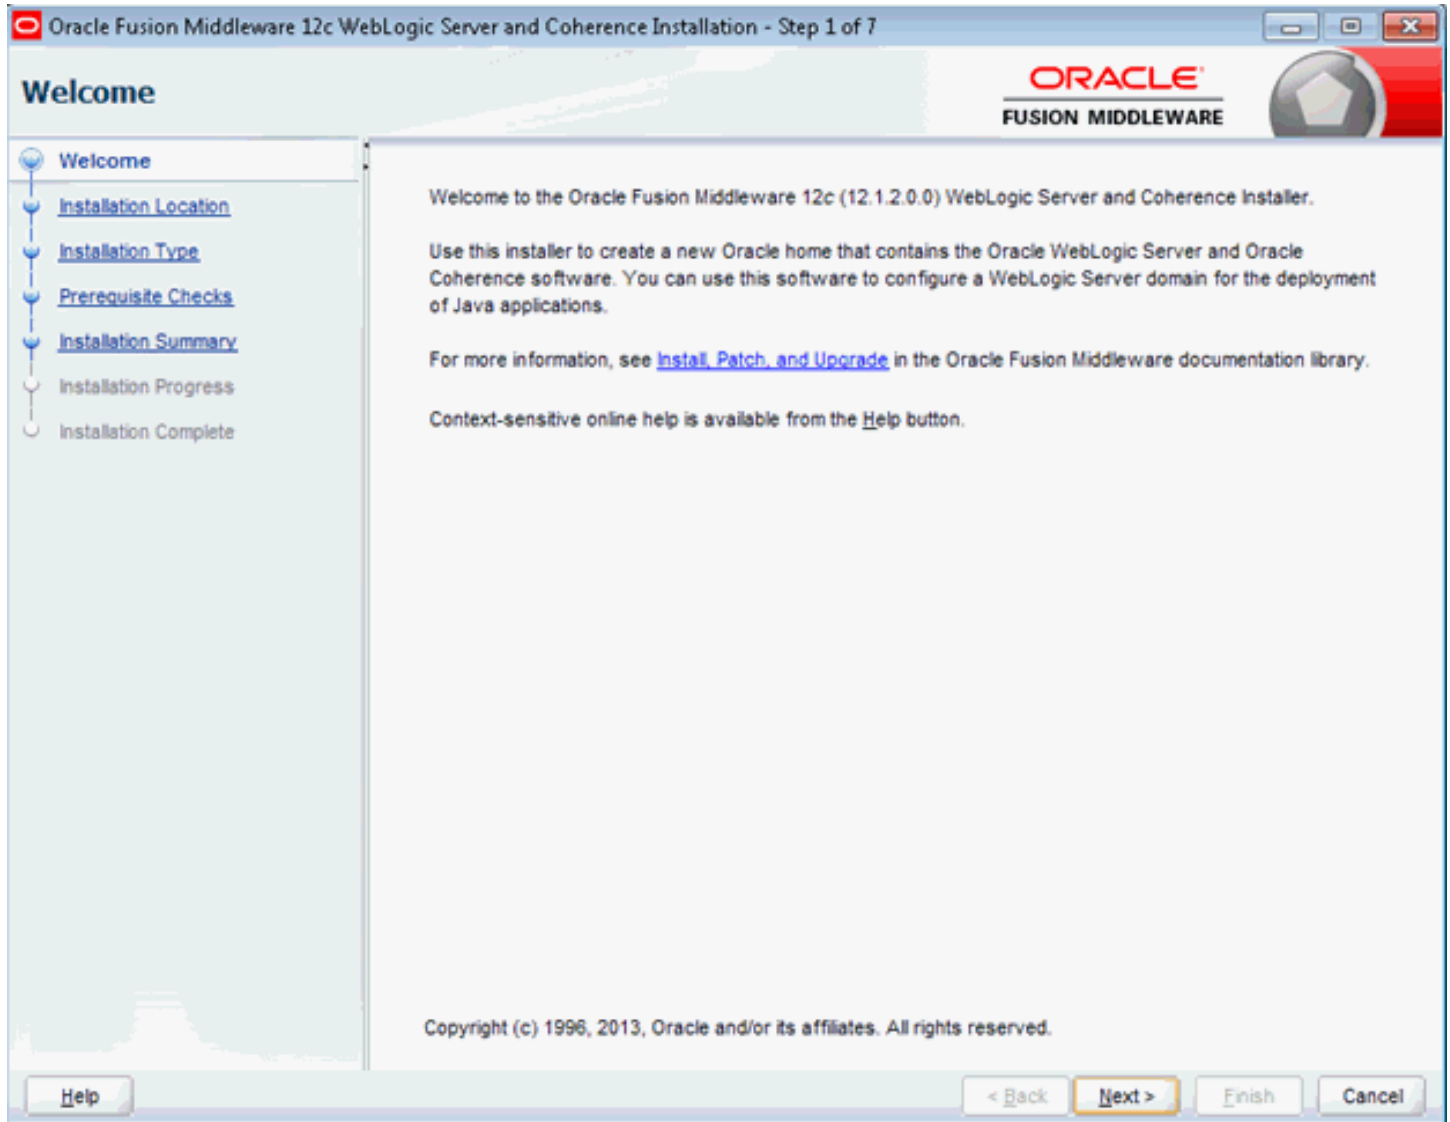 Oracle Fusion Middleware 12c WebLogic Server and Coherence Installation - Step 1 of 7
Welcome
ORACLE
FUSION MIDDLEWARE
Welcome
Installation Location
Installation Type
Prerequisite Checks
Installation Summary
Installation Progress
Installation Complete
Welcome to the Oracle Fusion Middleware 12c (12.1.2.0.0) WebLogic Server and Coherence Installer.
Use this installer to create a new Oracle home that contains the Oracle WebLogic Server and Oracle
Coherence software. You can use this software to configure a WebLogic Server domain for the deployment
of Java applications.
For more information, see Install, Patch, and Upgrade in the Oracle Fusion Middleware documentation library.
Context-sensitive online help is available from the Help button.
Copyright (c) 1996, 2013, Oracle and/or its affiliates. All rights reserved.
Help
< Back
Next >
Finish
Cancel